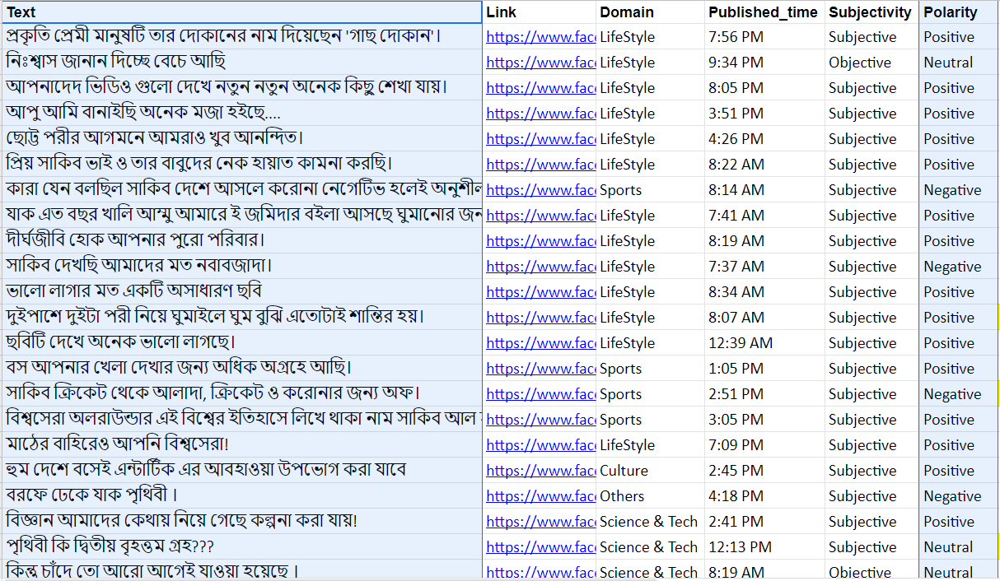 Text Link Domain Published_time Subjectivity Polarity
প্রকৃতি প্রেমী মানুষটি তার দোকানের নাম দিয়েছেন 'গাছ দোকান'। https://www.fac LifeStyle 7:56 PM Subjective Positive
নিঃশ্বাস জানান দিচ্ছে বেচে আছি https://www.fac LifeStyle 9:34 PM Objective Neutral
আপনাদেদ ভিডিও গুলো দেখে নতুন নতুন অনেক কিছু শেখা যায়। https://www.fac LifeStyle 8:05 PM Subjective Positive
আপু আমি বানাইছি অনেক মজা হইছে.... https://www.fac LifeStyle 3:51 PM Subjective Positive
ছোট্ট পরীর আগমনে আমরাও খুব আনন্দিত। https://www.fac LifeStyle 4:26 PM Subjective Positive
প্রিয় সাকিব ভাই ও তার বাবুদের নেক হায়াত কামনা করছি। https://www.fac LifeStyle 8:22 AM Subjective Positive
কারা যেন বলছিল সাকিব দেশে আসলে করোনা নেগেটিভ হলেই অনুশীল https://www.fac Sports 8:14 AM Subjective Negative
যাক এত বছর খালি আম্মু আমারে ই জমিদার বইলা আসছে ঘুমানোর জন https://www.fac LifeStyle 7:41 AM Subjective Positive
দীর্ঘজীবি হোক আপনার পুরো পরিবার। https://www.fac LifeStyle 8:19 AM Subjective Positive
সাকিব দেখছি আমাদের মত নবাবজাদা। https://www.fac LifeStyle 7:37 AM Subjective Negative
ভালো লাগার মত একটি অসাধারণ ছবি https://www.fac LifeStyle 8:34 AM Subjective Positive
দুইপাশে দুইটা পরী নিয়ে ঘুমাইলে ঘুম বুঝি এতোটাই শান্তির হয়। https://www.fac LifeStyle 8:07 AM Subjective Positive
ছবিটি দেখে অনেক ভালো লাগছে। https://www.fac LifeStyle 12:39 AM Subjective Positive
বস আপনার খেলা দেখার জন্য অধিক অগ্রহে আছি। https://www.fac Sports 1:05 PM Subjective Positive
সাকিব ক্রিকেট থেকে আলাদা, ক্রিকেট ও করোনার জন্য অফ। https://www.fac Sports 2:51 PM Subjective Negative
বিশ্বসেরা অলরাউন্ডার এই বিশ্বের ইতিহাসে লিখে থাকা নাম সাকিব আল https://www.fac Sports 3:05 PM Subjective Positive
মাঠের বাহিরেও আপনি বিশ্বসেরা! https://www.fac LifeStyle 7:09 PM Subjective Positive
হুম দেশে বসেই এন্টার্টিক এর আবহাওয়া উপভোগ করা যাবে https://www.fac Culture 2:45 PM Subjective Positive
বরফে ঢেকে যাক পৃথিবী । https://www.fac Others 4:18 PM Subjective Negative
বিজ্ঞান আমাদের কেথায় নিয়ে গেছে কল্পনা করা যায়! https://www.fac Science & Tech 2:41 PM Subjective Positive
পৃথিবী কি দ্বিতীয় বৃহত্তম গ্রহ??? https://www.fac Science & Tech 12:13 PM Subjective Neutral
কিন্তু চাঁদে তো আরো আগেই যাওয়া হয়েছে । https://www.fac Science & Tech 8:19 AM Objective Neutral